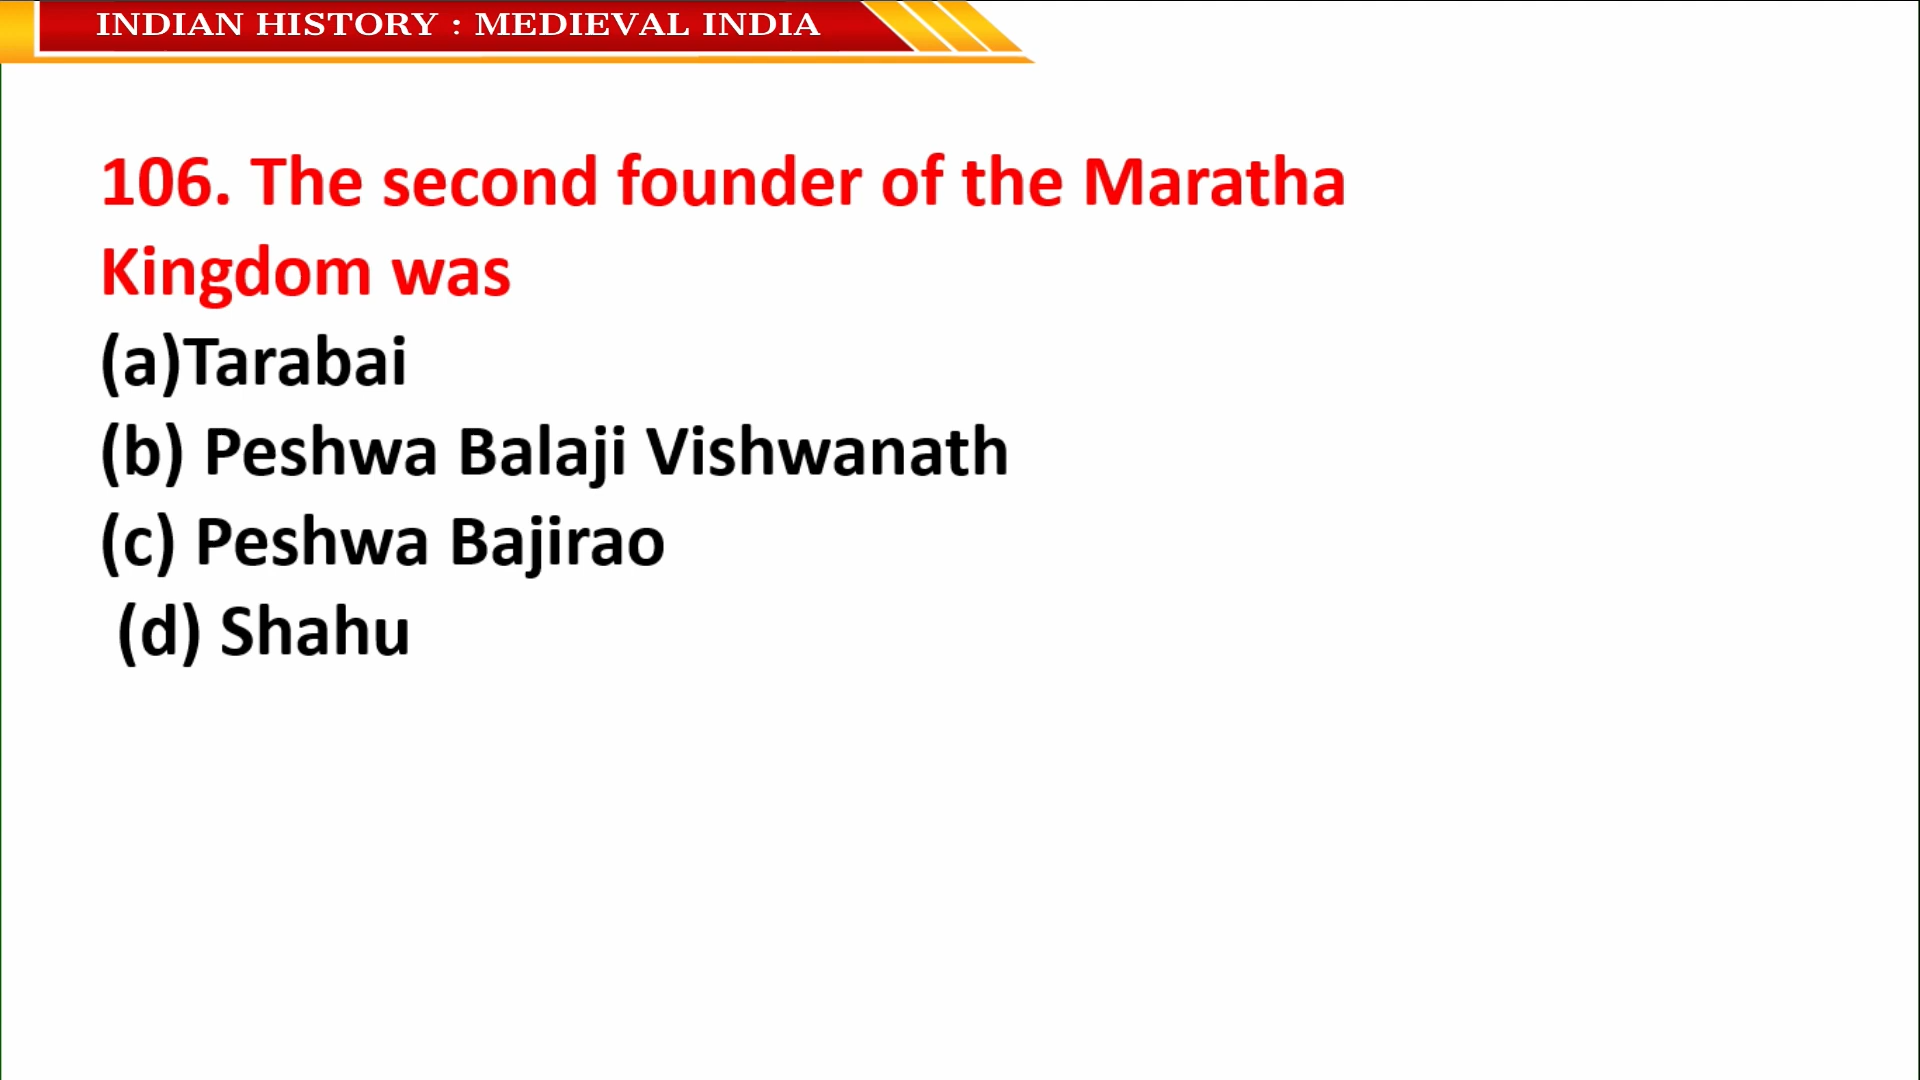 INDIAN HISTORY : MEDIEVAL INDIA
106. The second founder of the Maratha
Kingdom was
(a)Tarabai
(b) Peshwa Balaji Vishwanath
(c) Peshwa Bajirao
(d) Shahu